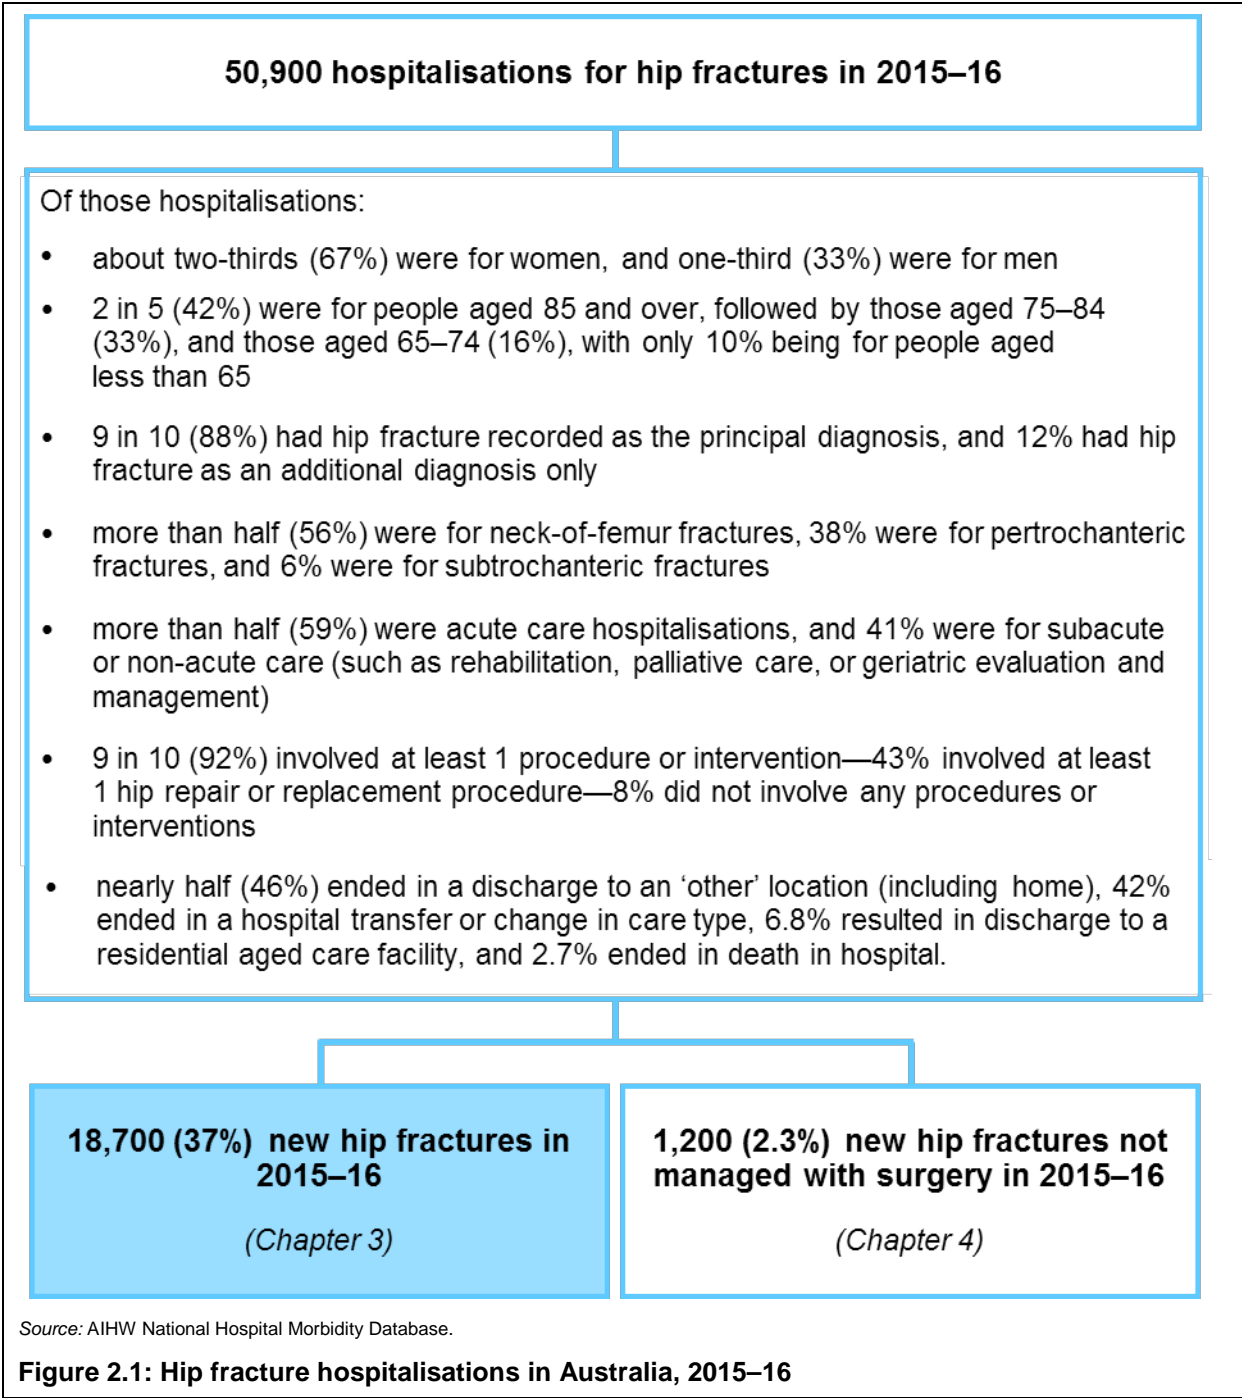 50,900 hospitalisations for hip fractures in 2015–16
Of those hospitalisations:
• about two-thirds (67%) were for women, and one-third (33%) were for men
• 2 in 5 (42%) were for people aged 85 and over, followed by those aged 75–84
(33%), and those aged 65–74 (16%), with only 10% being for people aged
less than 65
• 9 in 10 (88%) had hip fracture recorded as the principal diagnosis, and 12% had hip
fracture as an additional diagnosis only
• more than half (56%) were for neck-of-femur fractures, 38% were for pertrochanteric
fractures, and 6% were for subtrochanteric fractures
• more than half (59%) were acute care hospitalisations, and 41% were for subacute
or non-acute care (such as rehabilitation, palliative care, or geriatric evaluation and
management)
• 9 in 10 (92%) involved at least 1 procedure or intervention—43% involved at least
1 hip repair or replacement procedure—8% did not involve any procedures or
interventions
• nearly half (46%) ended in a discharge to an ‘other’ location (including home), 42%
ended in a hospital transfer or change in care type, 6.8% resulted in discharge to a
residential aged care facility, and 2.7% ended in death in hospital.
18,700 (37%) new hip fractures in
2015–16
(Chapter 3)
1,200 (2.3%) new hip fractures not
managed with surgery in 2015–16
(Chapter 4)
Source: AIHW National Hospital Morbidity Database.
Figure 2.1: Hip fracture hospitalisations in Australia, 2015–16